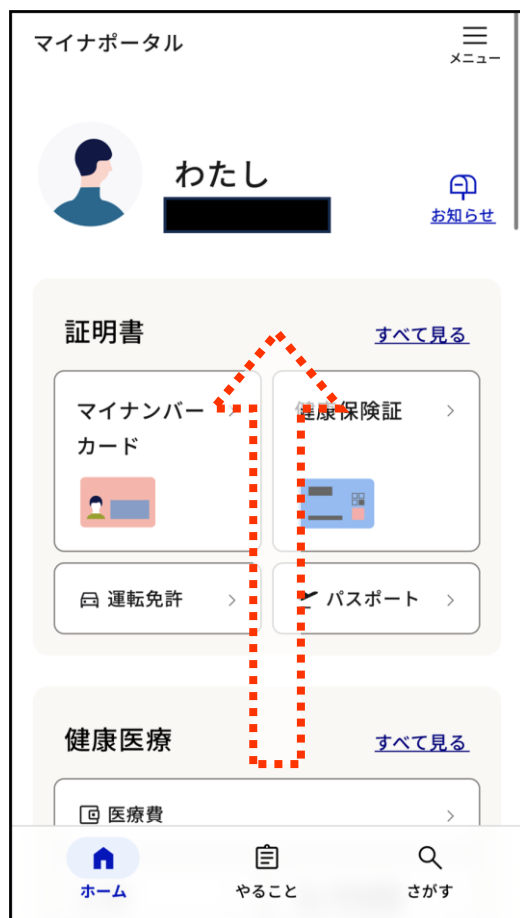 マイナポータル
メニュー
わたし
お知らせ
証明書
すべて見る
マイナンバー
カード
健康保険証
運転免許
パスポート
健康医療
すべて見る
医療費
ホーム
やること
さがす